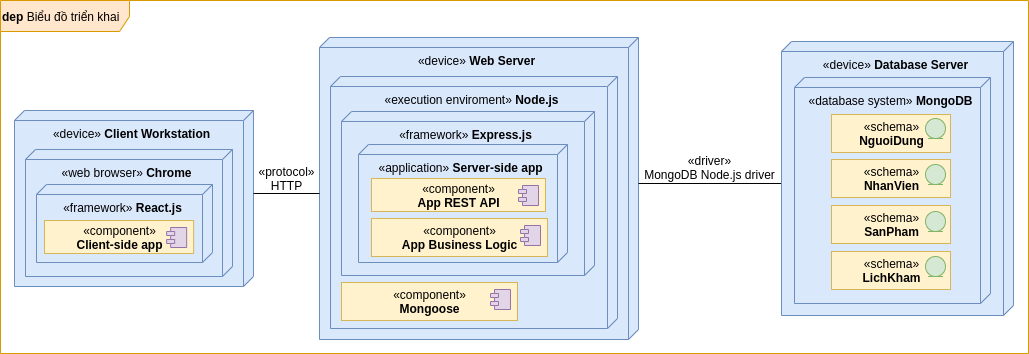 dep Biểu đồ triển khai
«device» Client Workstation
«web browser» Chrome
«framework» React.js
«component»
Client-side app
«protocol»
HTTP
«device» Web Server
«execution enviroment» Node.js
«framework» Express.js
«application» Server-side app
«component»
App REST API
«component»
App Business Logic
«component»
Mongoose
«driver»
MongoDB Node.js driver
«device» Database Server
«database system» MongoDB
«schema»
NguoiDung
«schema»
NhanVien
«schema»
SanPham
«schema»
LichKham